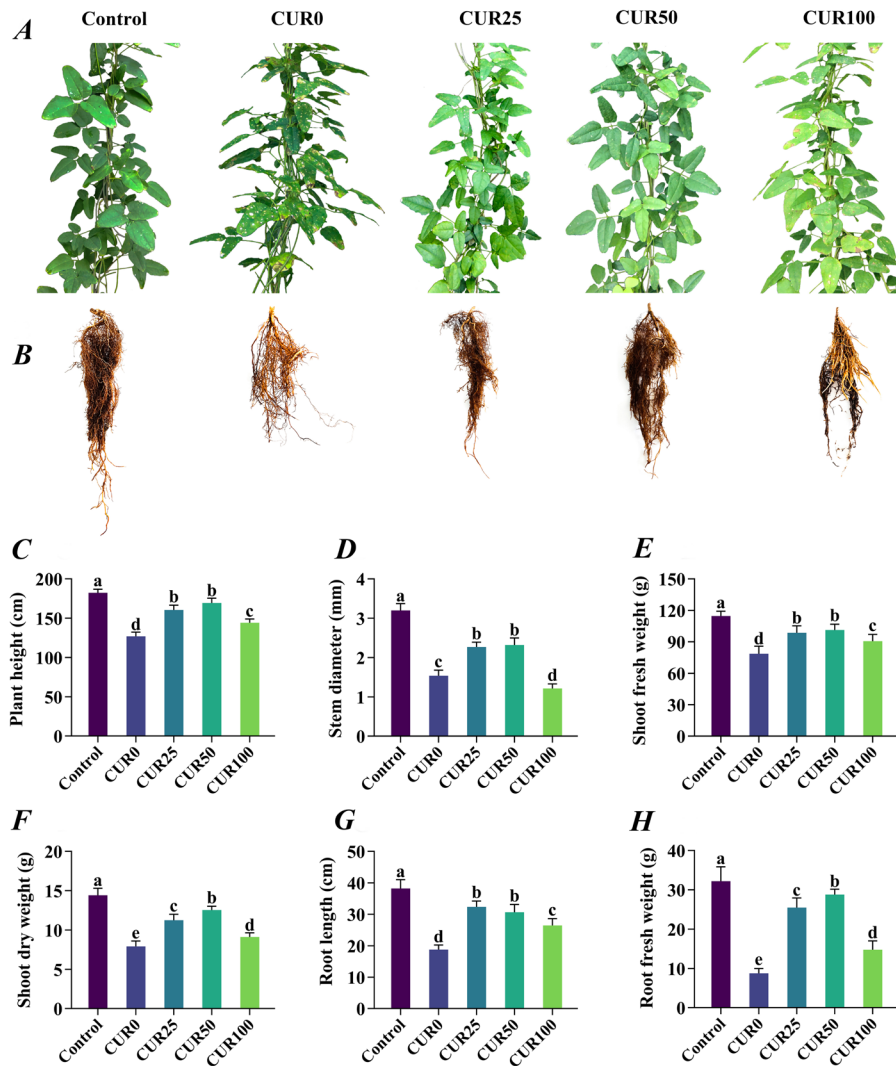 A Control CUR0 CUR25 CUR50 CUR100
B
C D E
Plant height (cm)
200
150
100
50
0
a d b b c
Control CUR0 CUR25 CUR50 CUR100
Stem diameter (mm)
4
3
2
1
0
a c b b d
Control CUR0 CUR25 CUR50 CUR100
Shoot fresh weight (g)
150
120
90
60
30
0
a d b b c
Control CUR0 CUR25 CUR50 CUR100
F G H
Shoot dry weight (g)
20
15
10
5
0
a e c b d
Control CUR0 CUR25 CUR50 CUR100
Root length (cm)
50
40
30
20
10
0
a d b b c
Control CUR0 CUR25 CUR50 CUR100
Root fresh weight (g)
40
30
20
10
0
a e c b d
Control CUR0 CUR25 CUR50 CUR100